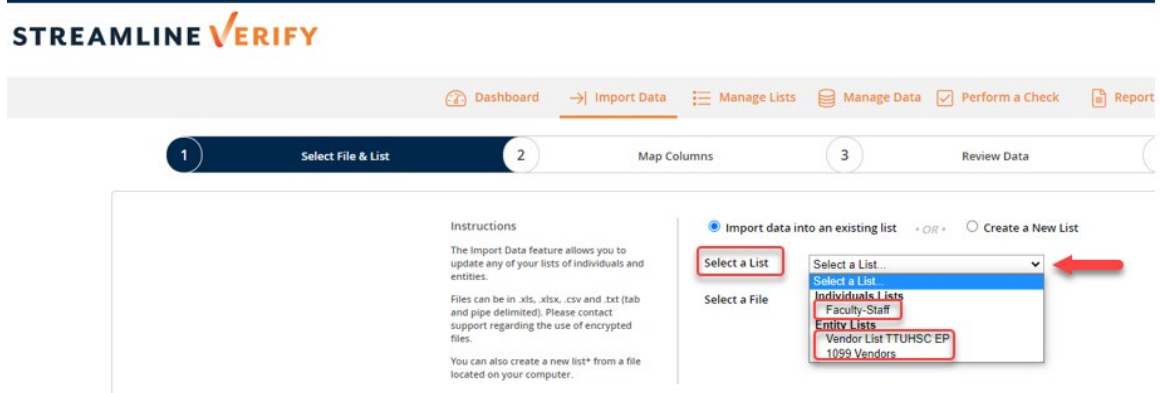 STREAMLINE VERIFY
Dashboard
Import Data
Manage Lists
Manage Data
Perform a Check
Report
1
Select File & List
2
Map Columns
3
Review Data
Instructions
The Import Data feature allows you to
update any of your lists of individuals and
entities.
Files can be in .xls, .xlsx, .csv and .txt (tab
and pipe delimited). Please contact
support regarding the use of encrypted
files.
You can also create a new list* from a file
located on your computer.
Import data into an existing list
• OR •
Create a New List
Select a List
Select a List...
Select a List...
Individuals Lists
Faculty-Staff
Entity Lists
Vendor List TTUHSC EP
1099 Vendors
Select a File